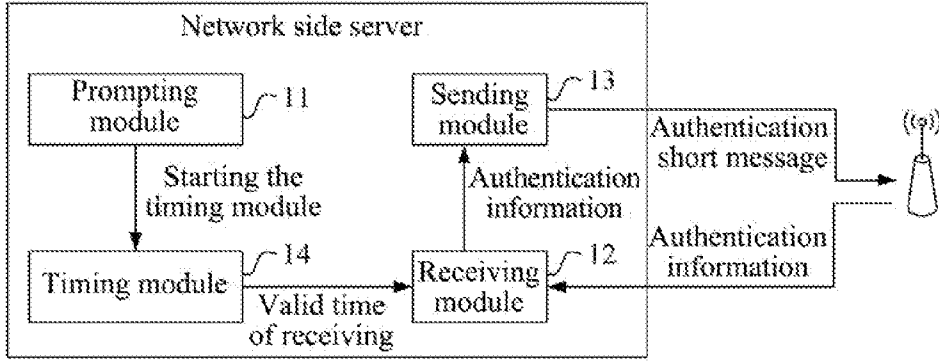 Network side server
Prompting
module
11
Sending
module
13
Authentication
short message
Starting the
timing module
Authentication
information
Authentication
information
Timing module
14
Receiving
module
12
Valid time
of receiving